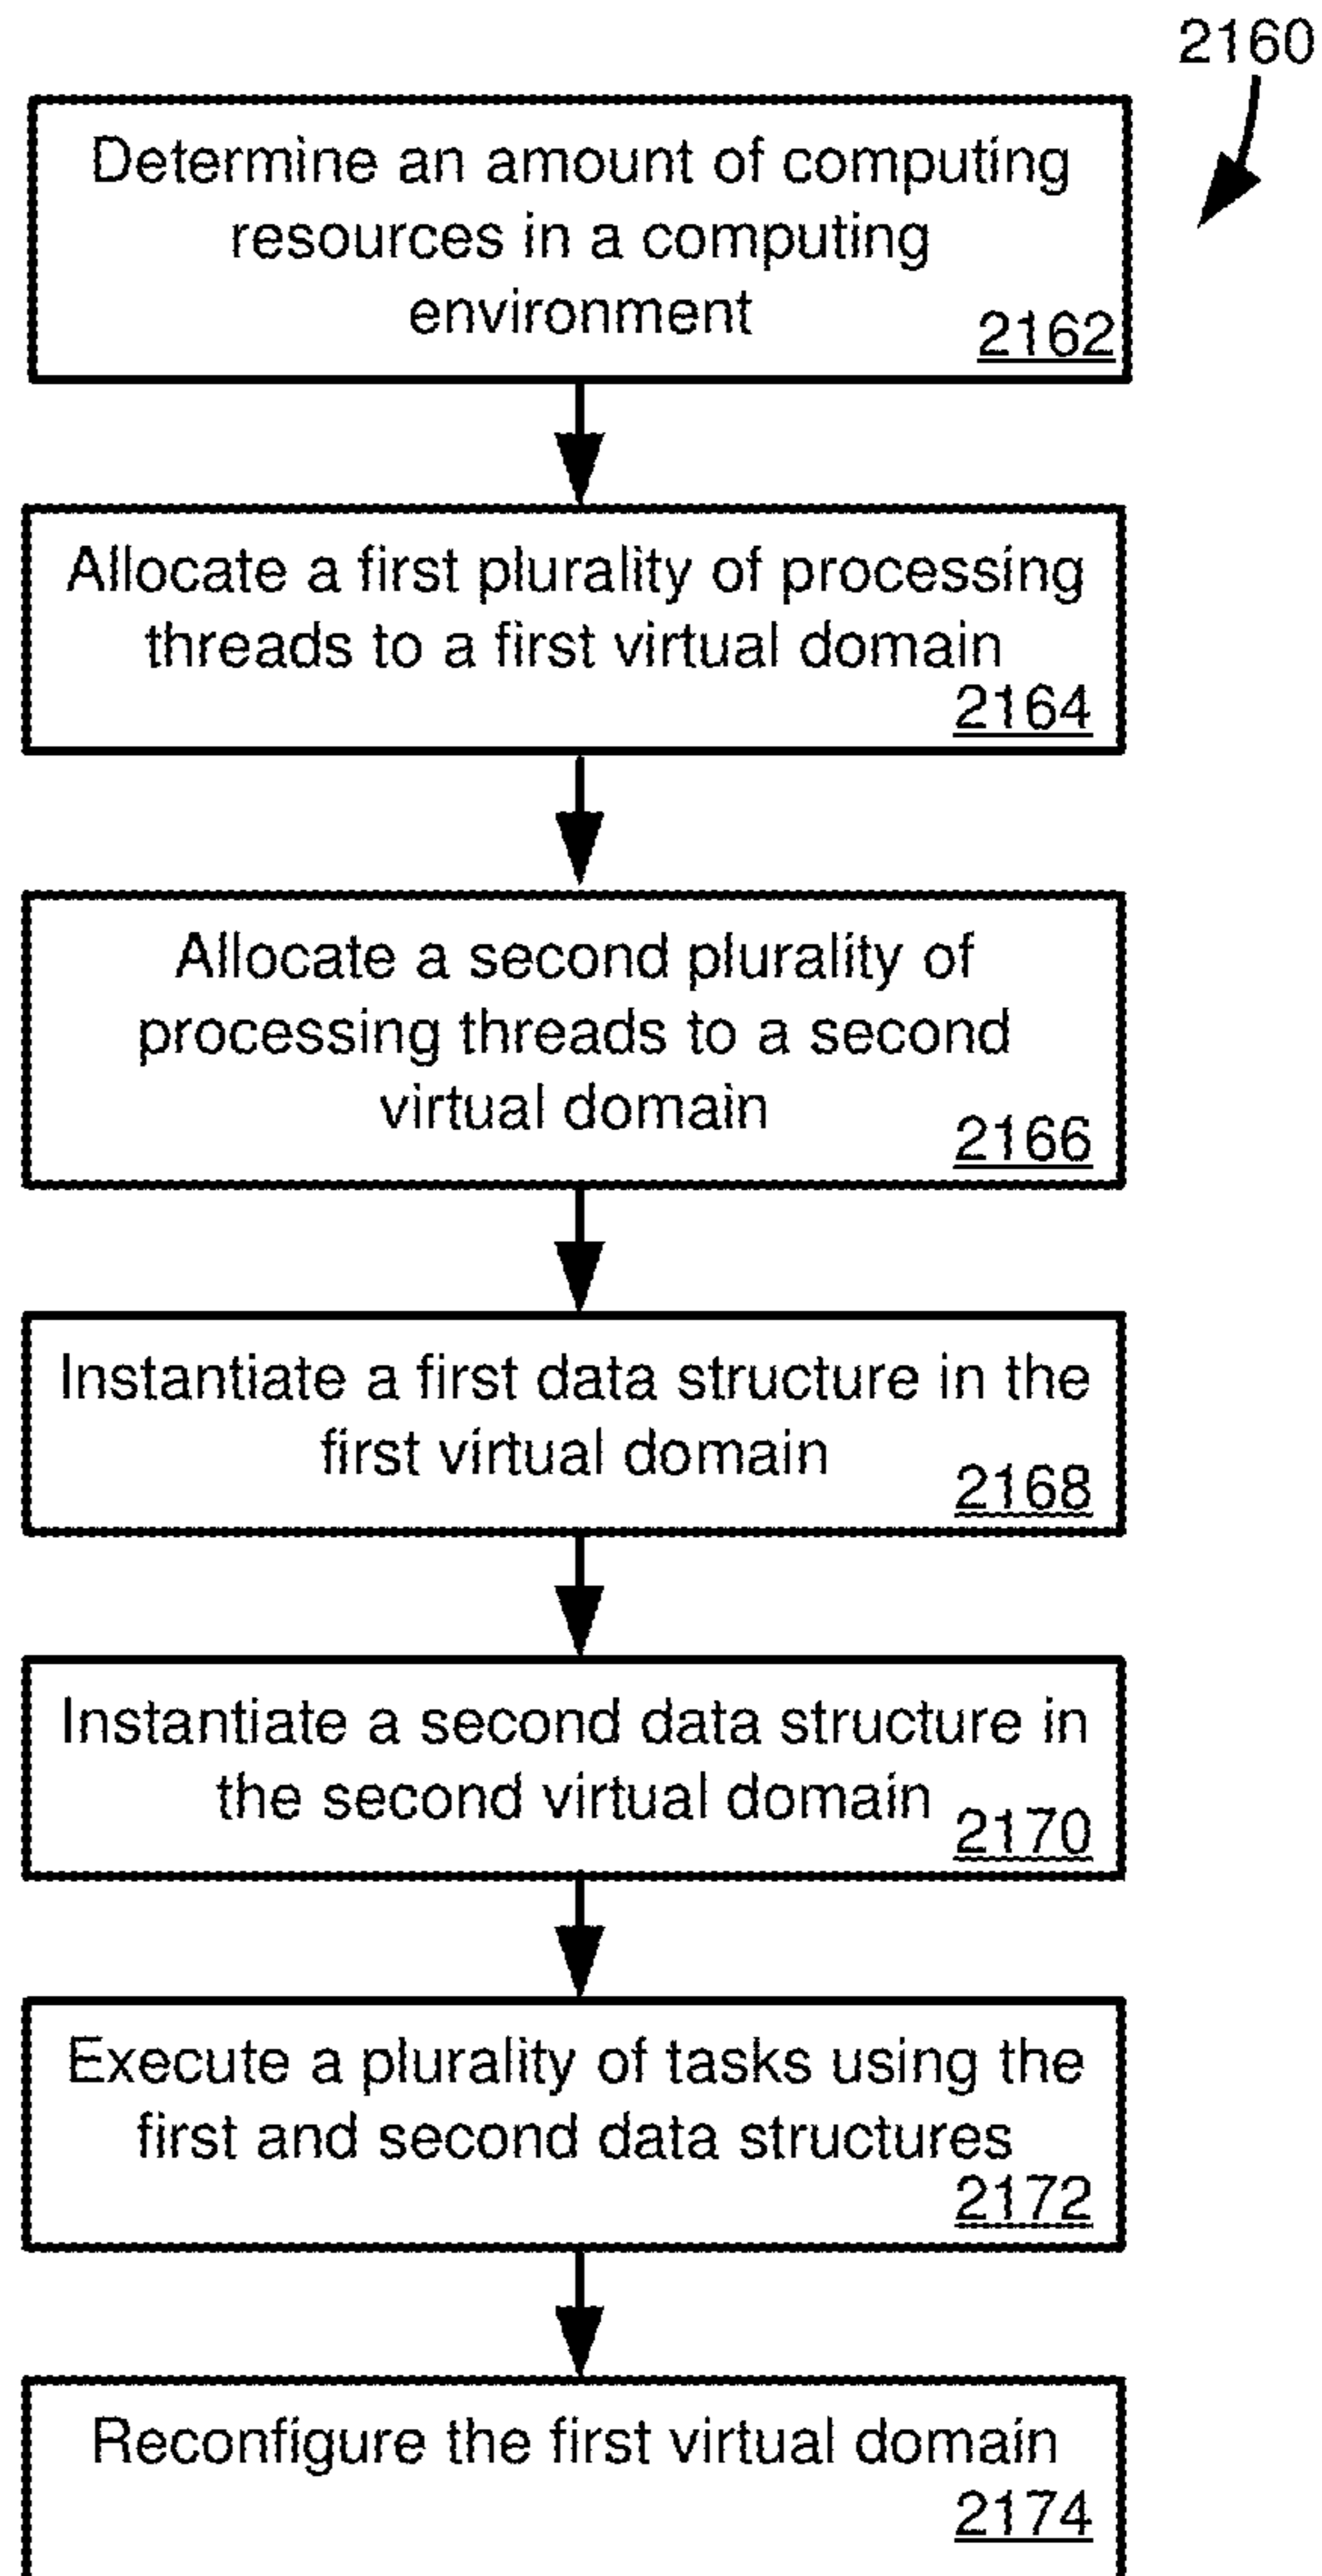 2160
Determine an amount of computing
resources in a computing
environment
2162
Allocate a first plurality of processing
threads to a first virtual domain
2164
Allocate a second plurality of
processing threads to a second
virtual domain
2166
Instantiate a first data structure in the
first virtual domain
2168
Instantiate a second data structure in
the second virtual domain
2170
Execute a plurality of tasks using the
first and second data structures
2172
Reconfigure the first virtual domain
2174